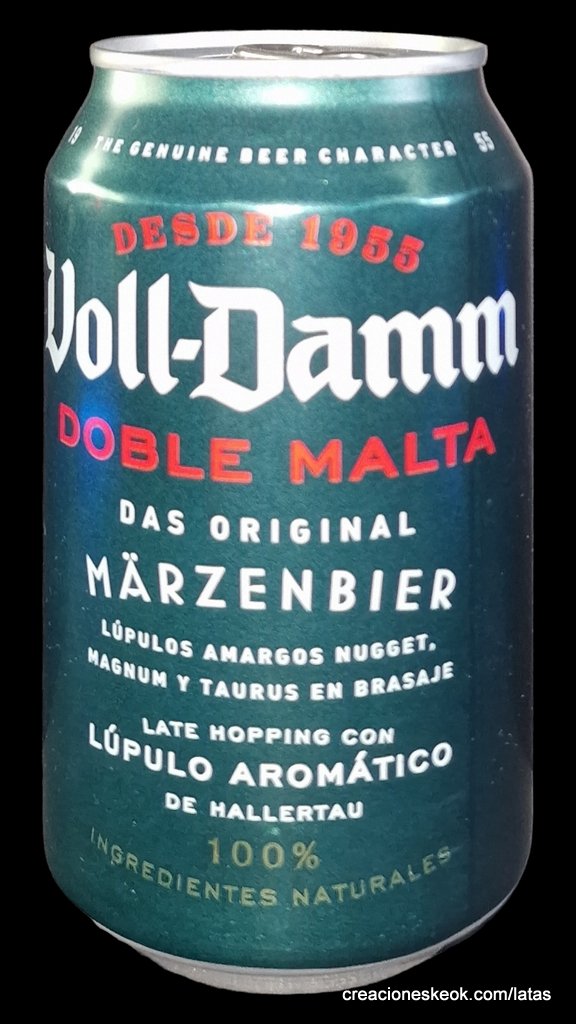 19 THE GENUINE BEER CHARACTER 55
DESDE 1955
Voll-Damm
DOBLE MALTA
DAS ORIGINAL
MÄRZENBIER
LÚPULOS AMARGOS NUGGET,
MAGNUM Y TAURUS EN BRASAJE
LATE HOPPING CON
LÚPULO AROMÁTICO
DE HALLERTAU
100%
INGREDIENTES NATURALES
creacioneskeok.com/latas